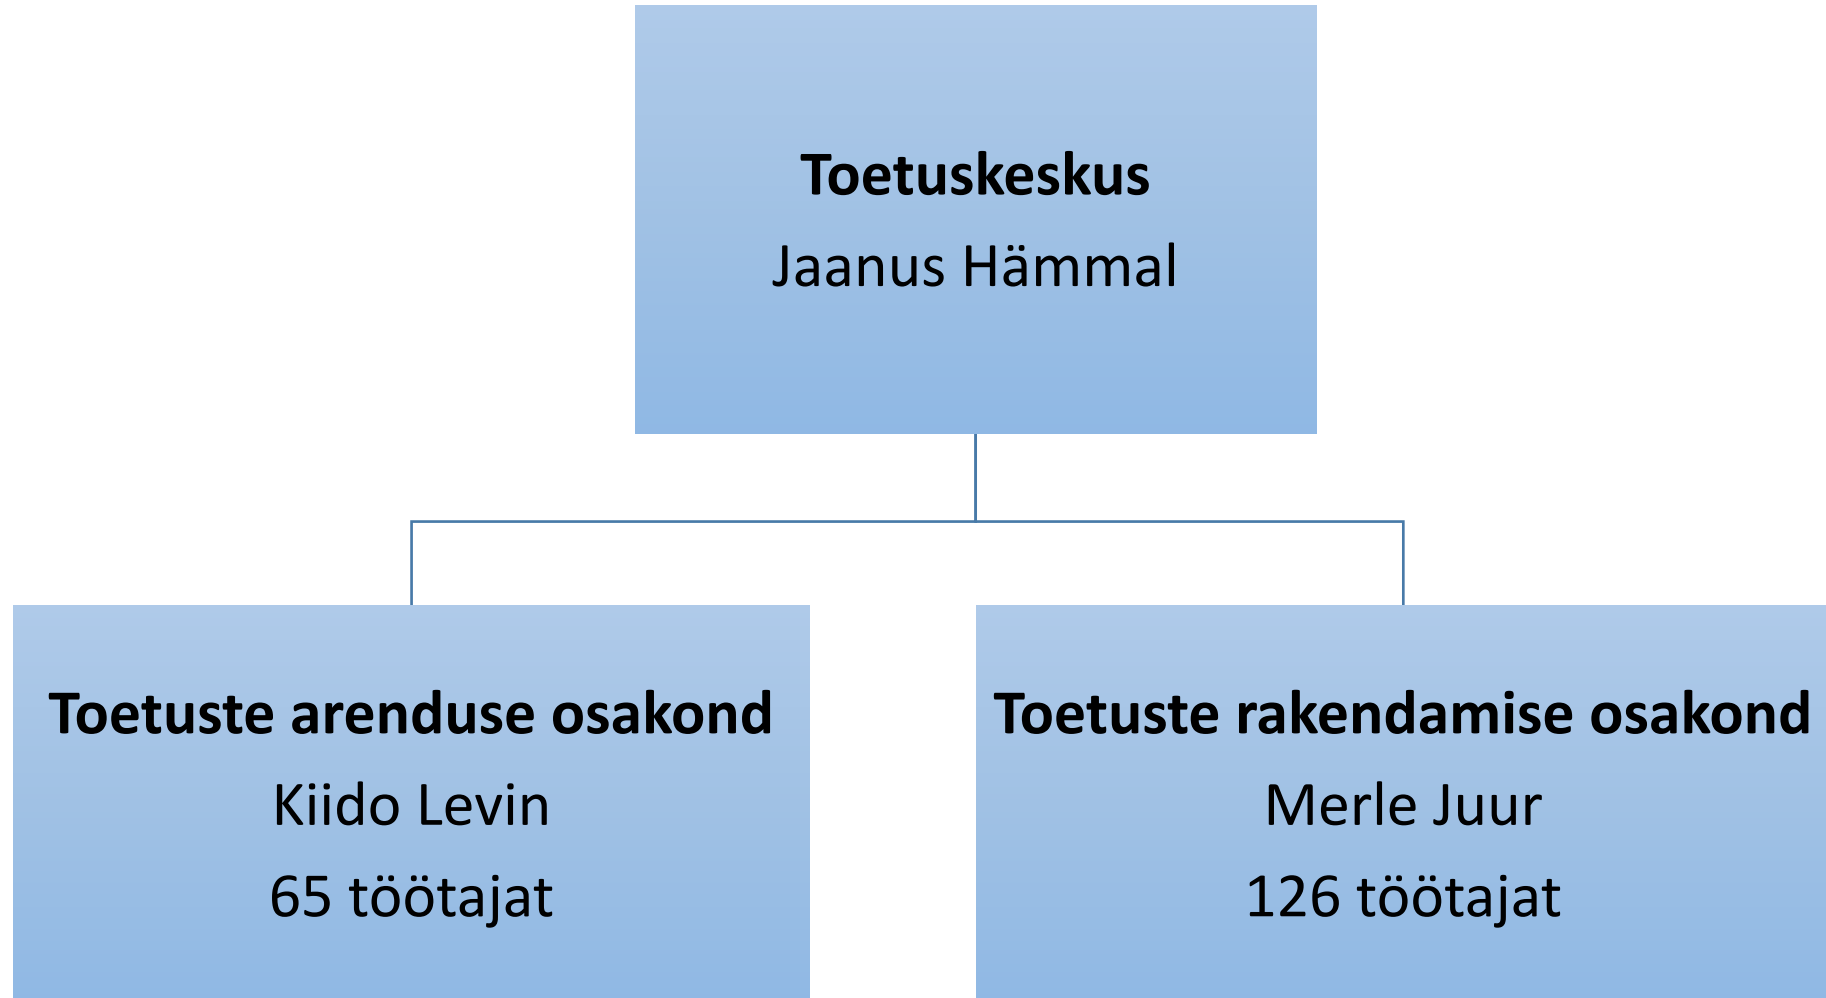 Toetuskeskus
Jaanus Hämmal
Toetuste arenduse osakond
Kiido Levin
65 töötajat
Toetuste rakendamise osakond
Merle Juur
126 töötajat